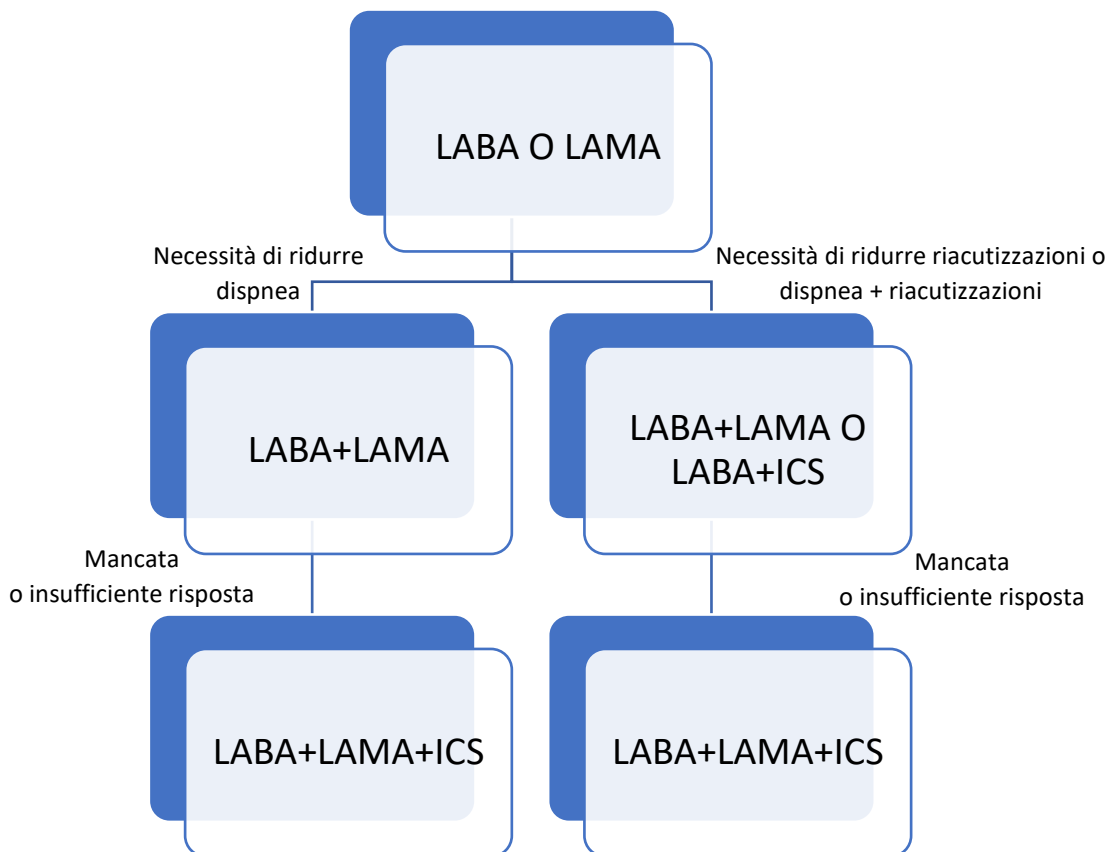 LABA O LAMA
Necessità di ridurre
dispnea
Necessità di ridurre riacutizzazioni o
dispnea + riacutizzazioni
LABA+LAMA
LABA+LAMA O
LABA+ICS
Mancata
o insufficiente risposta
Mancata
o insufficiente risposta
LABA+LAMA+ICS
LABA+LAMA+ICS